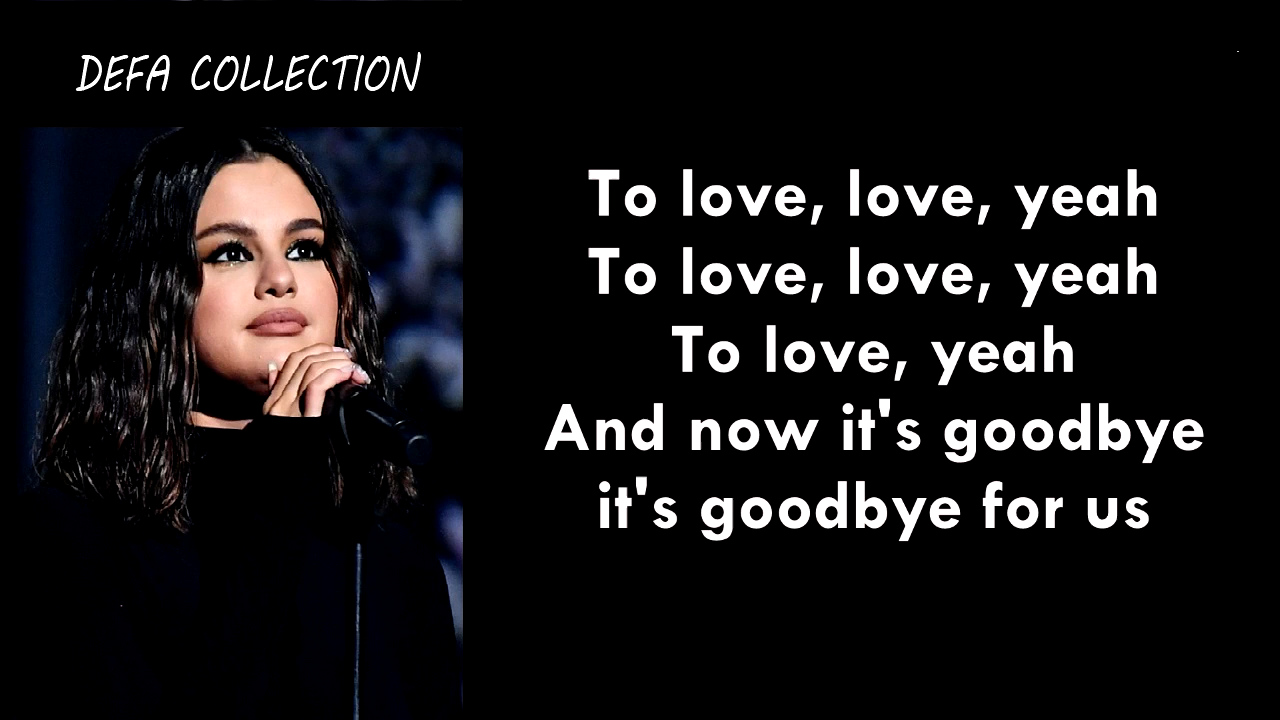 DEFA COLLECTION
To love, love, yeah
To love, love, yeah
To love, yeah
And now it's goodbye
it's goodbye for us